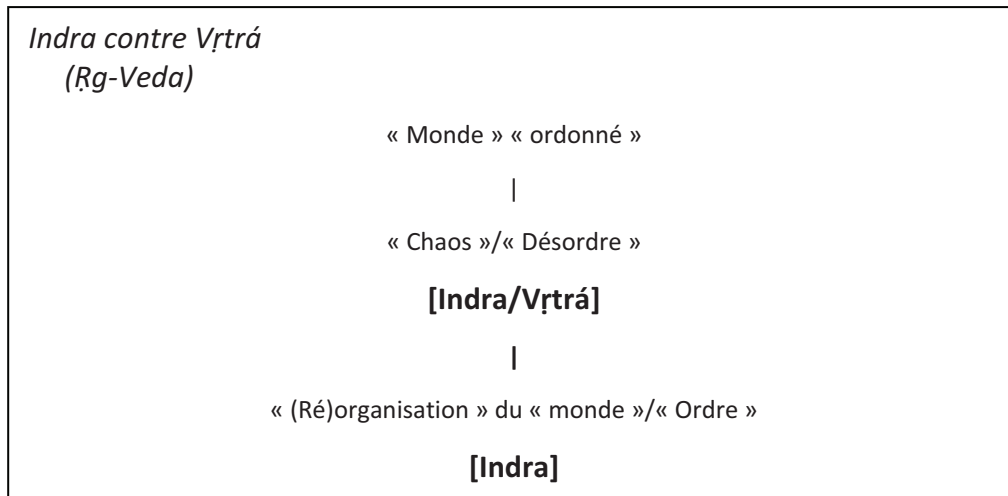 Indra contre Vṛtrá
(Ṛg-Veda)
« Monde » « ordonné »
|
« Chaos »/« Désordre »
[Indra/Vṛtrá]
|
« (Ré)organisation » du « monde »/« Ordre »
[Indra]